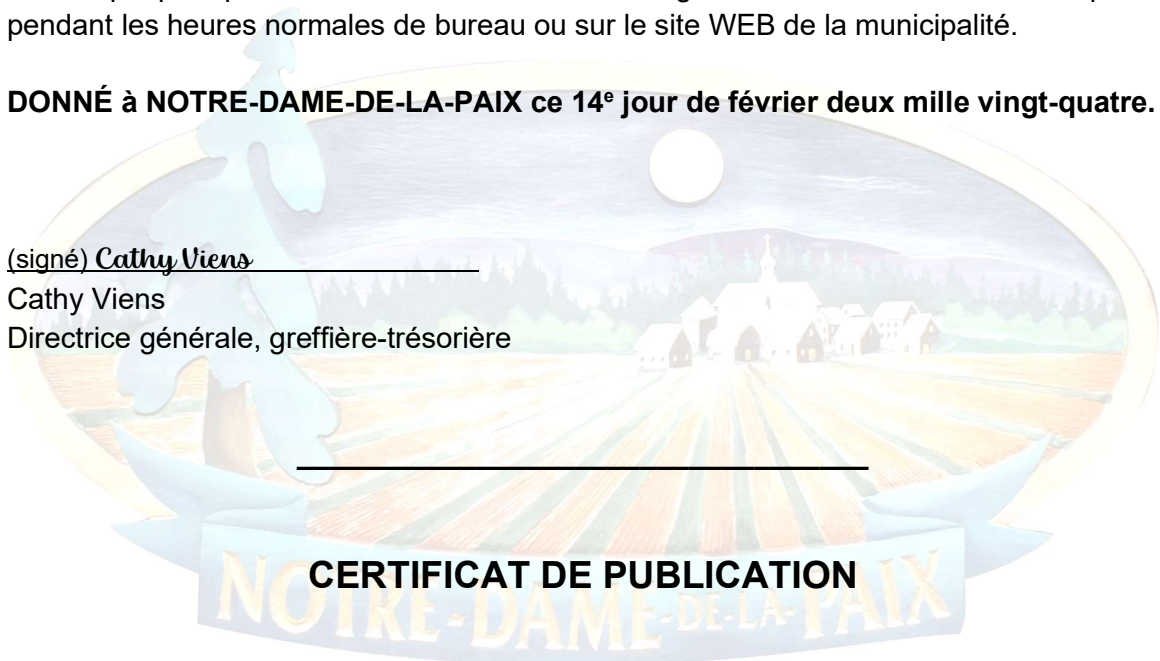 pendant les heures normales de bureau ou sur le site WEB de la municipalité.
DONNÉ à NOTRE-DAME-DE-LA-PAIX ce 14e jour de février deux mille vingt-quatre.
(signé) Cathy Viens
Cathy Viens
Directrice générale, greffière-trésorière
CERTIFICAT DE PUBLICATION
NOTRE-DAME-DE-LA-PAIX